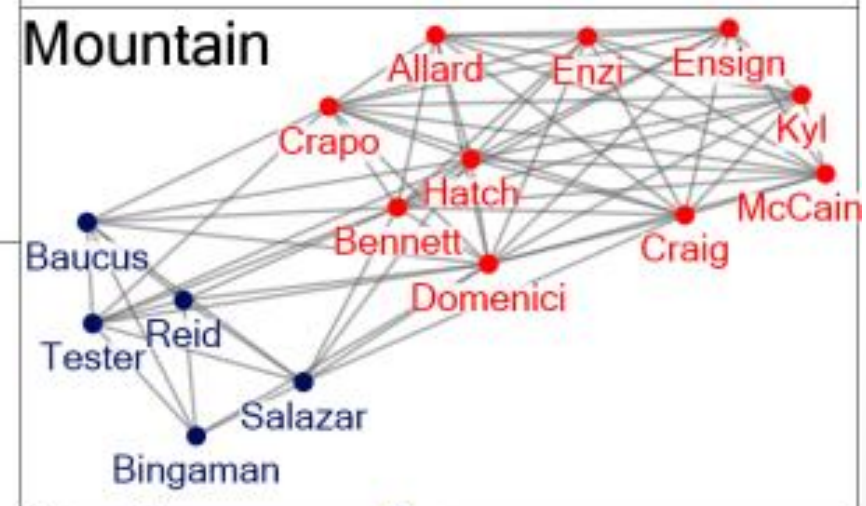 Mountain
Allard
Enzi
Ensign
Crapo
Kyl
Hatch
McCain
Bennett
Craig
Baucus
Domenici
Reid
Tester
Salazar
Bingaman